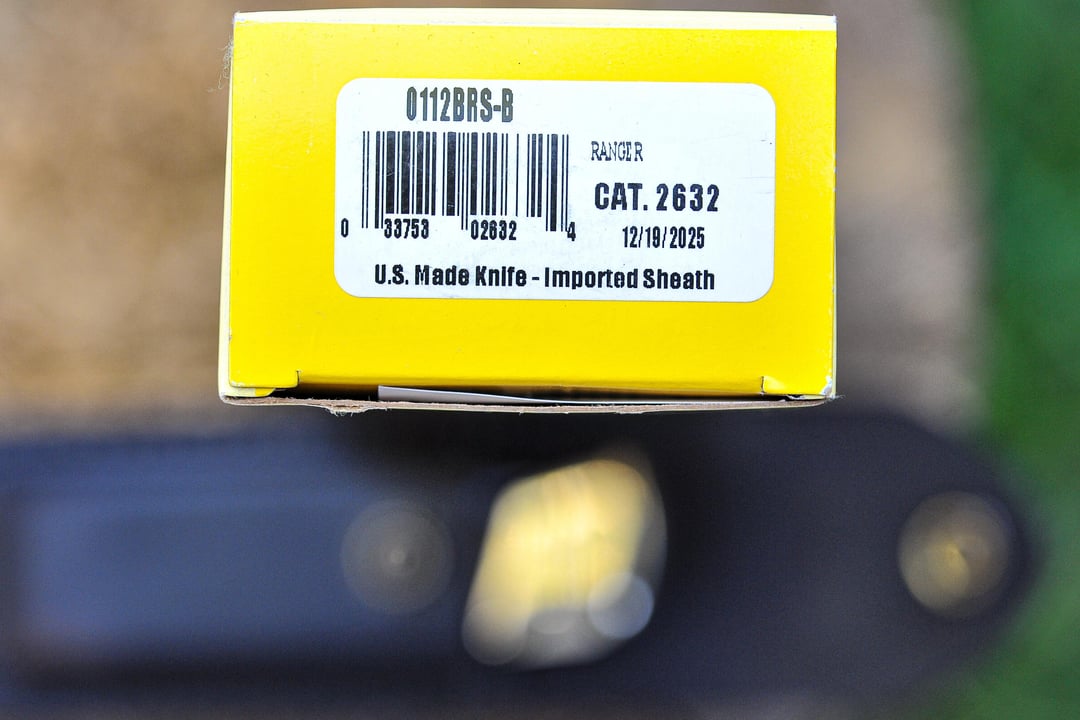 0112BRS-B
RANGER
CAT. 2632
0 33753 02632 4
12/19/2025
U.S. Made Knife - Imported Sheath